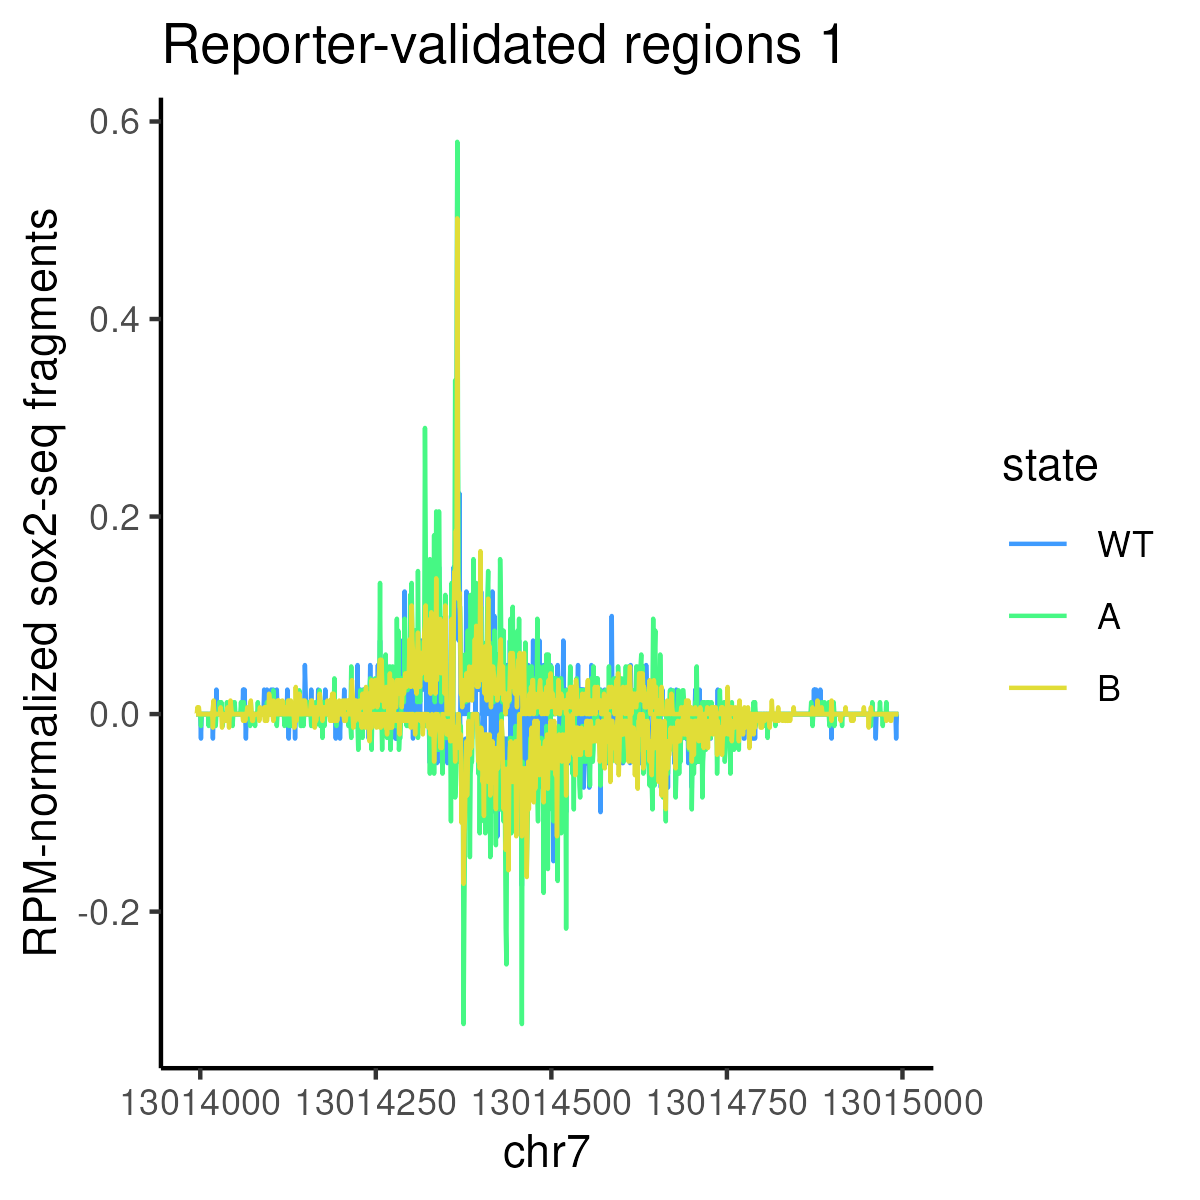 Reporter-validated regions 1
RPM-normalized sox2-seq fragments
0.6
0.4
0.2
0.0
-0.2
13014000 13014250 13014500 13014750 13015000
chr7
state
WT
A
B